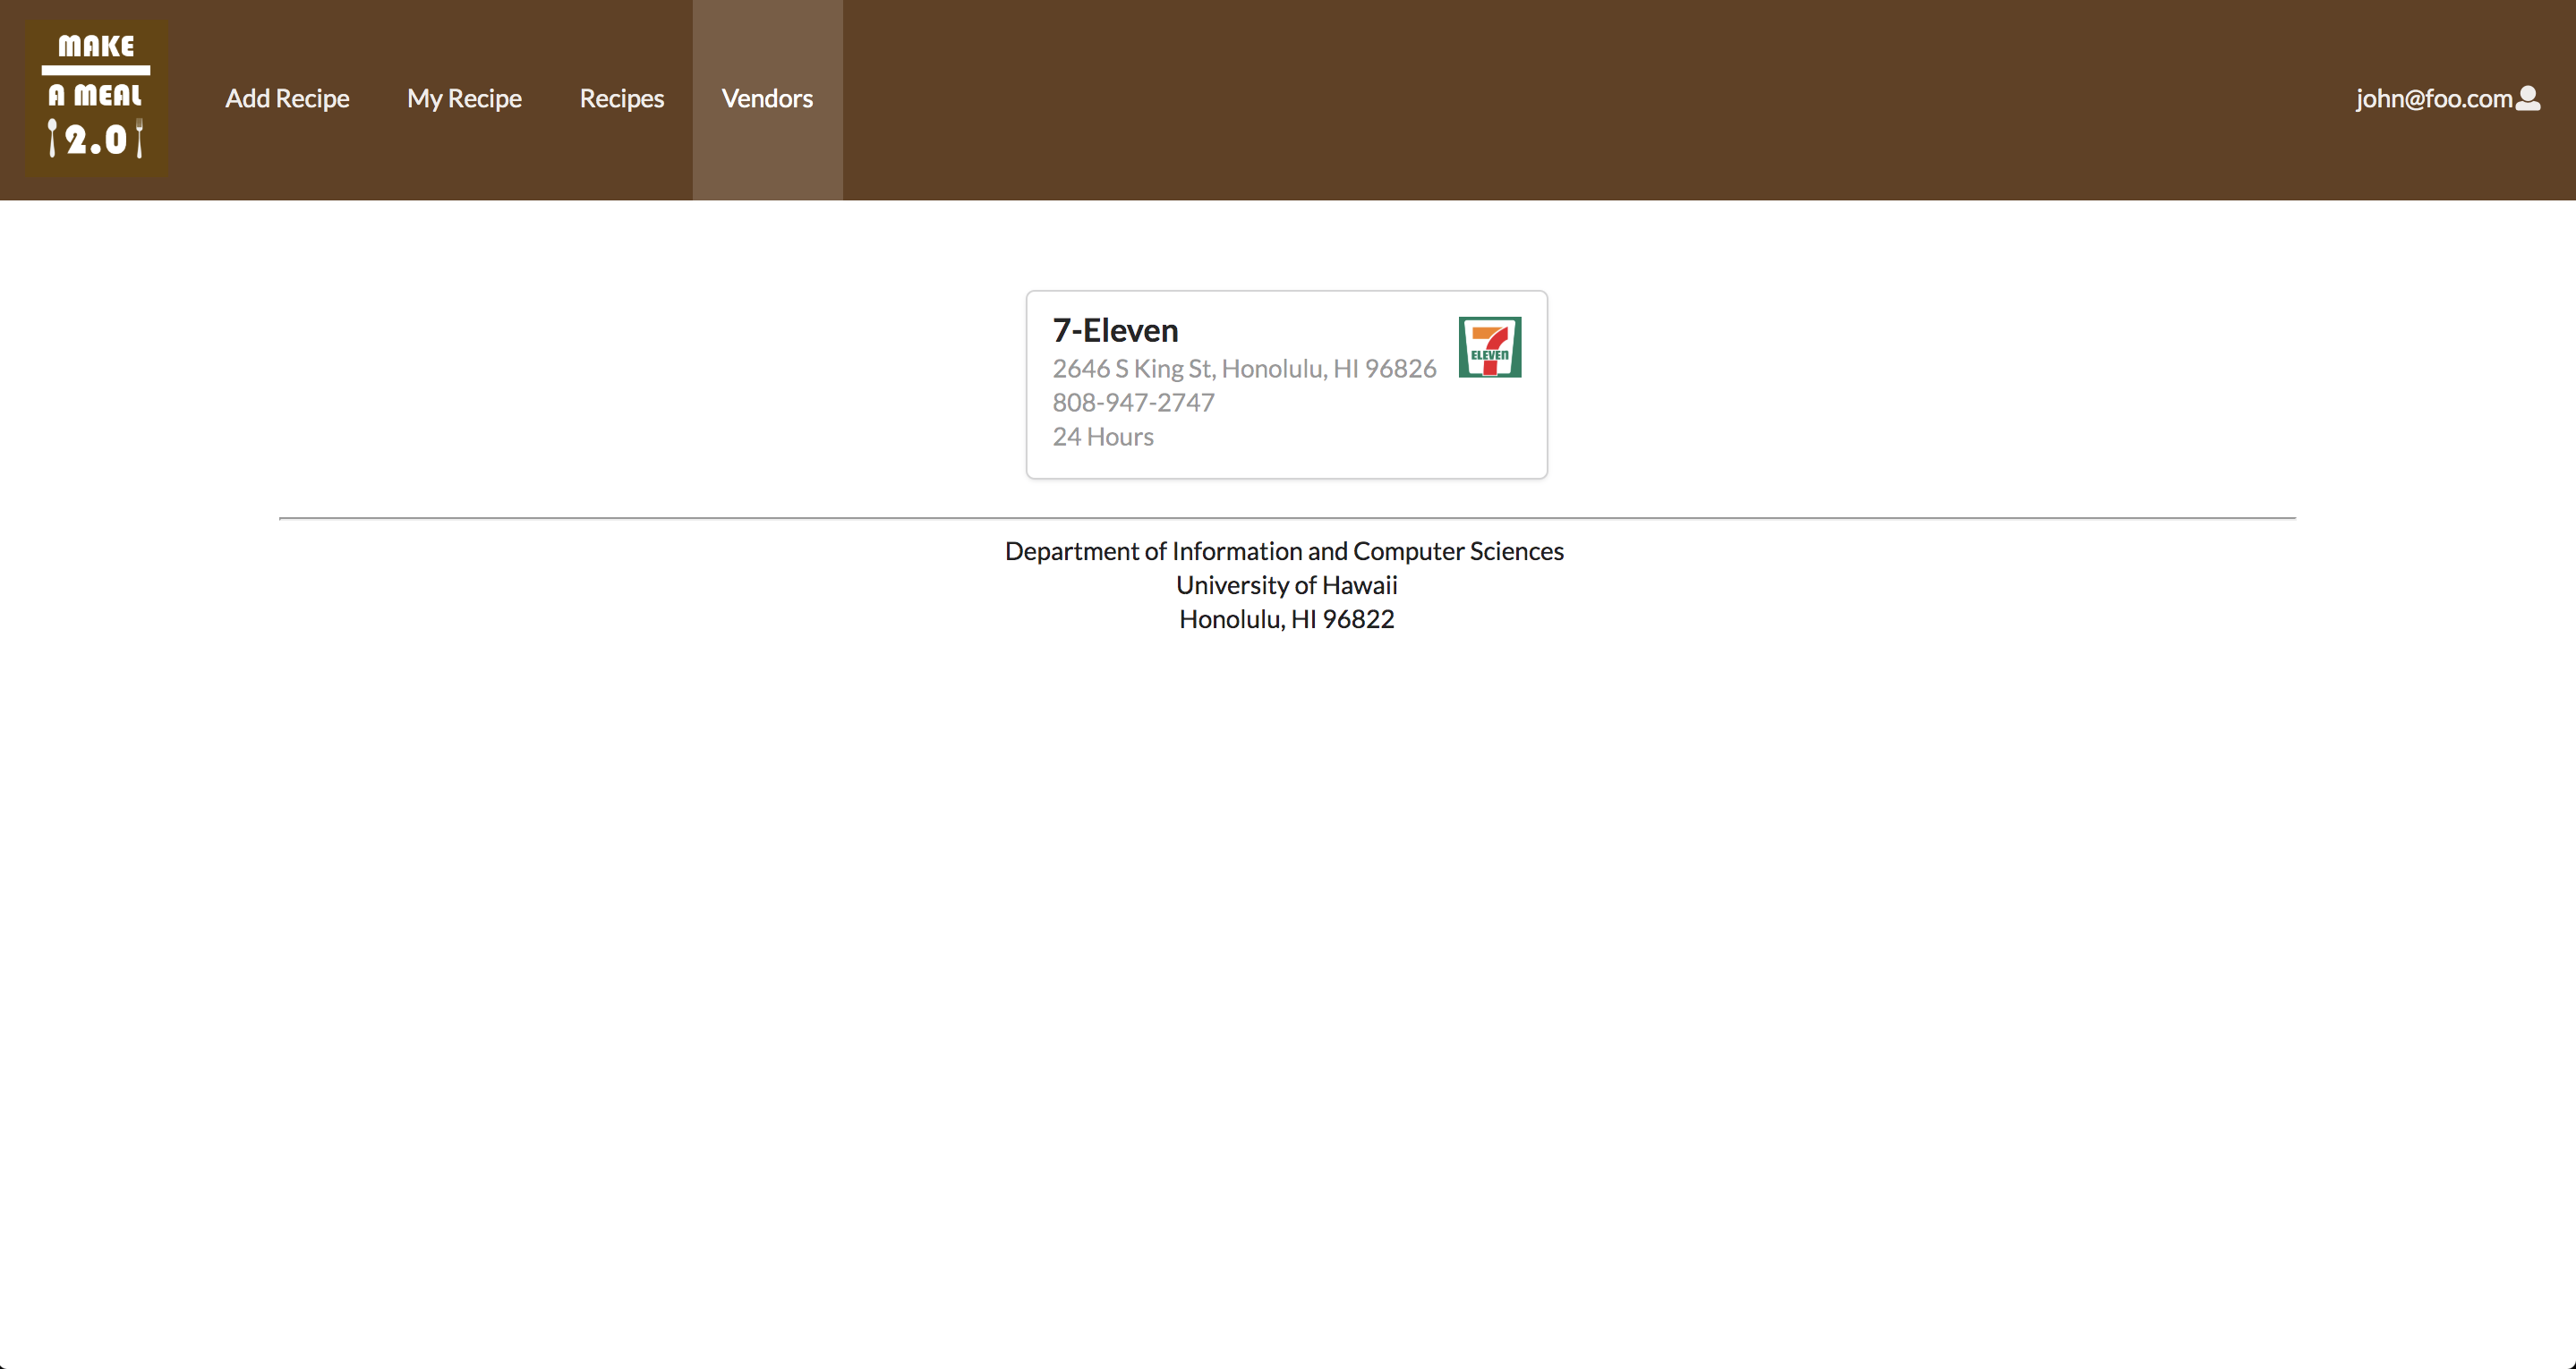 MAKE
A MEAL
2.0
Add Recipe
My Recipe
Recipes
Vendors
john@foo.com
7-Eleven
2646 S King St, Honolulu, HI 96826
808-947-2747
24 Hours
7
ELEVEN
Department of Information and Computer Sciences
University of Hawaii
Honolulu, HI 96822